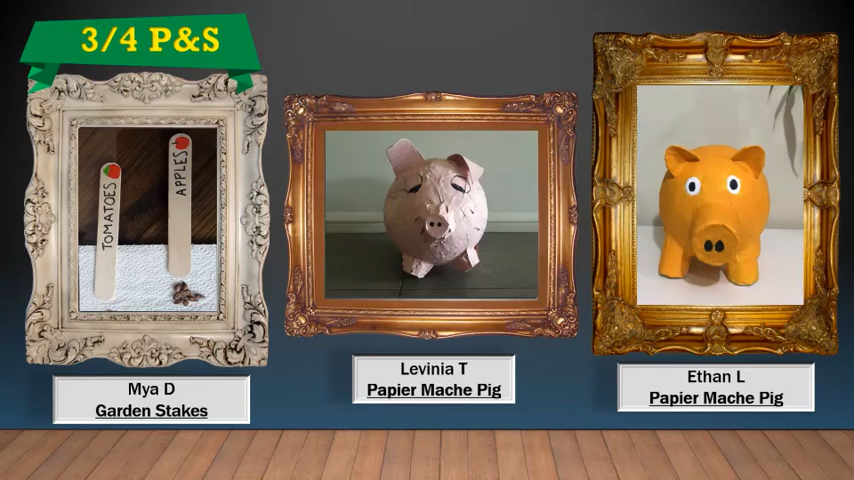 3/4 P&S
TOMATOES
APPLES
Mya D
Garden Stakes
Levinia T
Papier Mache Pig
Ethan L
Papier Mache Pig